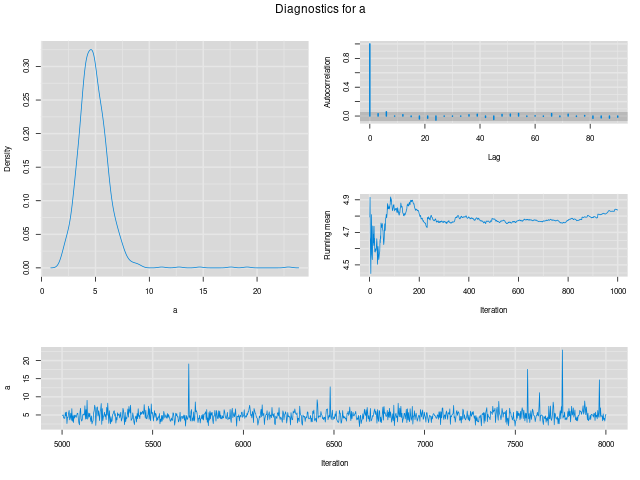 Diagnostics for a
Density
0.00 0.05 0.10 0.15 0.20 0.25 0.30
0 5 10 15 20
a
Autocorrelation
0.0 0.4 0.8
0 20 40 60 80
Lag
Running mean
4.5 4.7 4.9
0 200 400 600 800 1000
Iteration
a
5 10 15 20
5000 5500 6000 6500 7000 7500 8000
Iteration